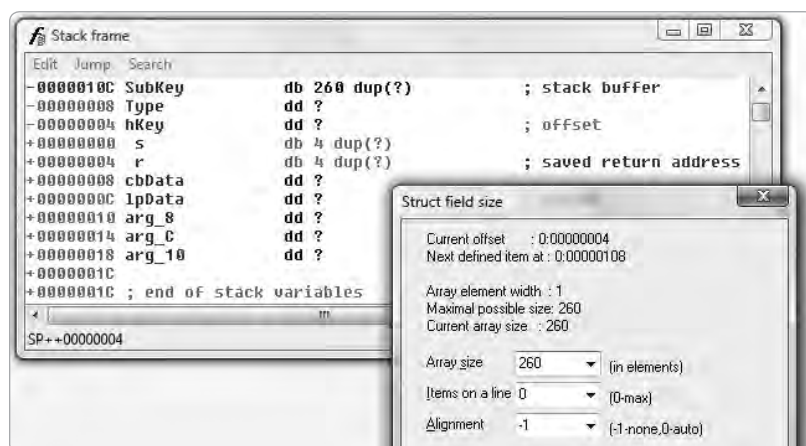 Stack frame
Edit Jump Search
-0000010C SubKey db 260 dup(?) ; stack buffer
-00000008 Type dd ?
-00000004 hKey dd ? ; offset
+00000000 s db 4 dup(?)
+00000004 r db 4 dup(?) ; saved return address
+00000008 cbData dd ?
+0000000C lpData dd ?
+00000010 arg_8 dd ?
+00000014 arg_C dd ?
+00000018 arg_10 dd ?
+0000001C
+0000001C ; end of stack variables
SP++00000004
Struct field size
Current offset : 0:00000004
Next defined item at : 0:00000108
Array element width : 1
Maximal possible size: 260
Current array size : 260
Array size 260 (in elements)
Items on a line 0 (0-max)
Alignment -1 (-1-none,0-auto)